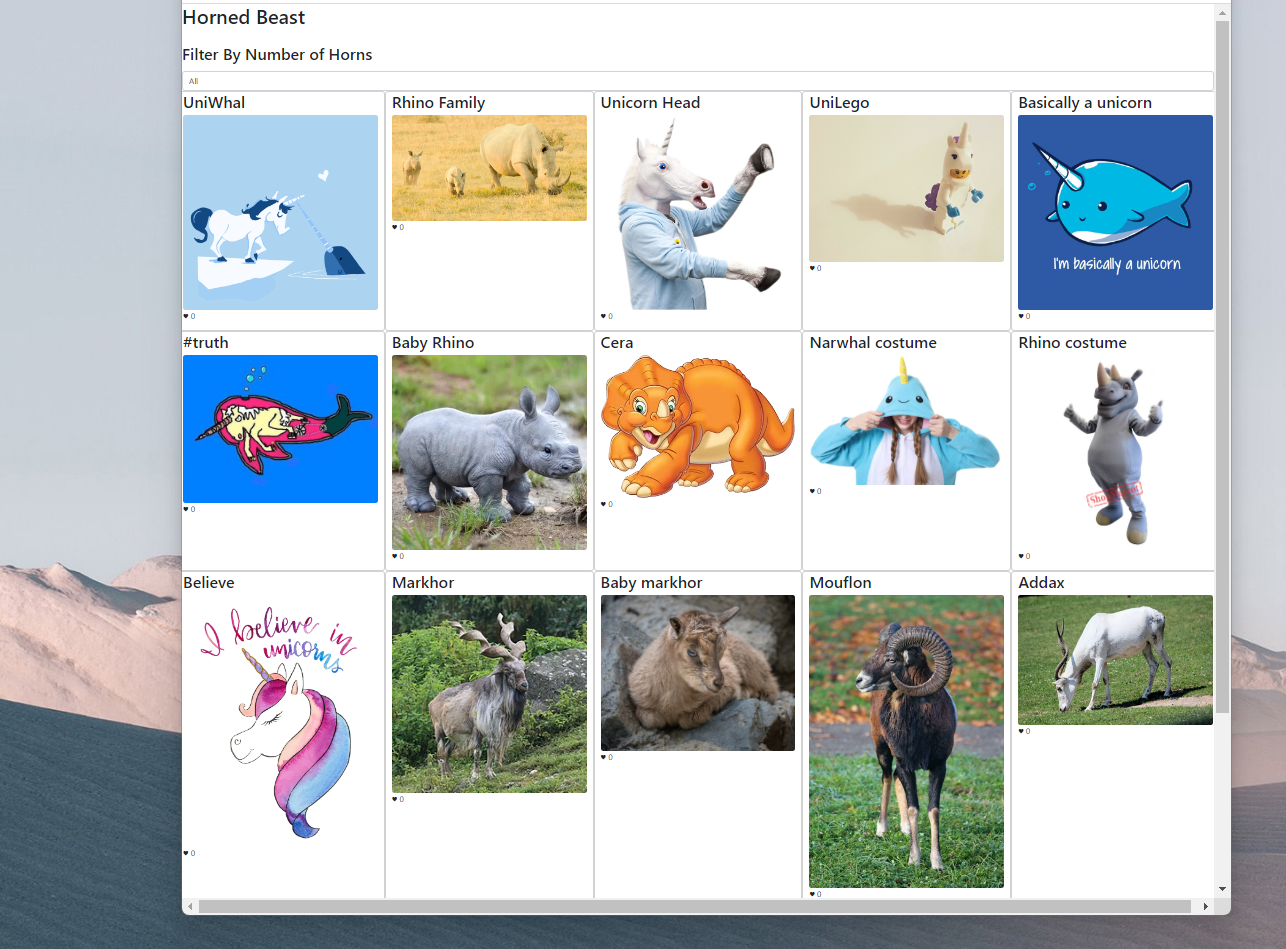 Horned Beast
Filter By Number of Horns
All
UniWhal
Rhino Family
Unicorn Head
UniLego
Basically a unicorn
I'm basically a unicorn
♥ 0
♥ 0
♥ 0
♥ 0
♥ 0
#truth
Baby Rhino
Cera
Narwhal costume
Rhino costume
♥ 0
♥ 0
♥ 0
♥ 0
♥ 0
Believe
Markhor
Baby markhor
Mouflon
Addax
I believe in
unicorns
♥ 0
♥ 0
♥ 0
♥ 0
♥ 0